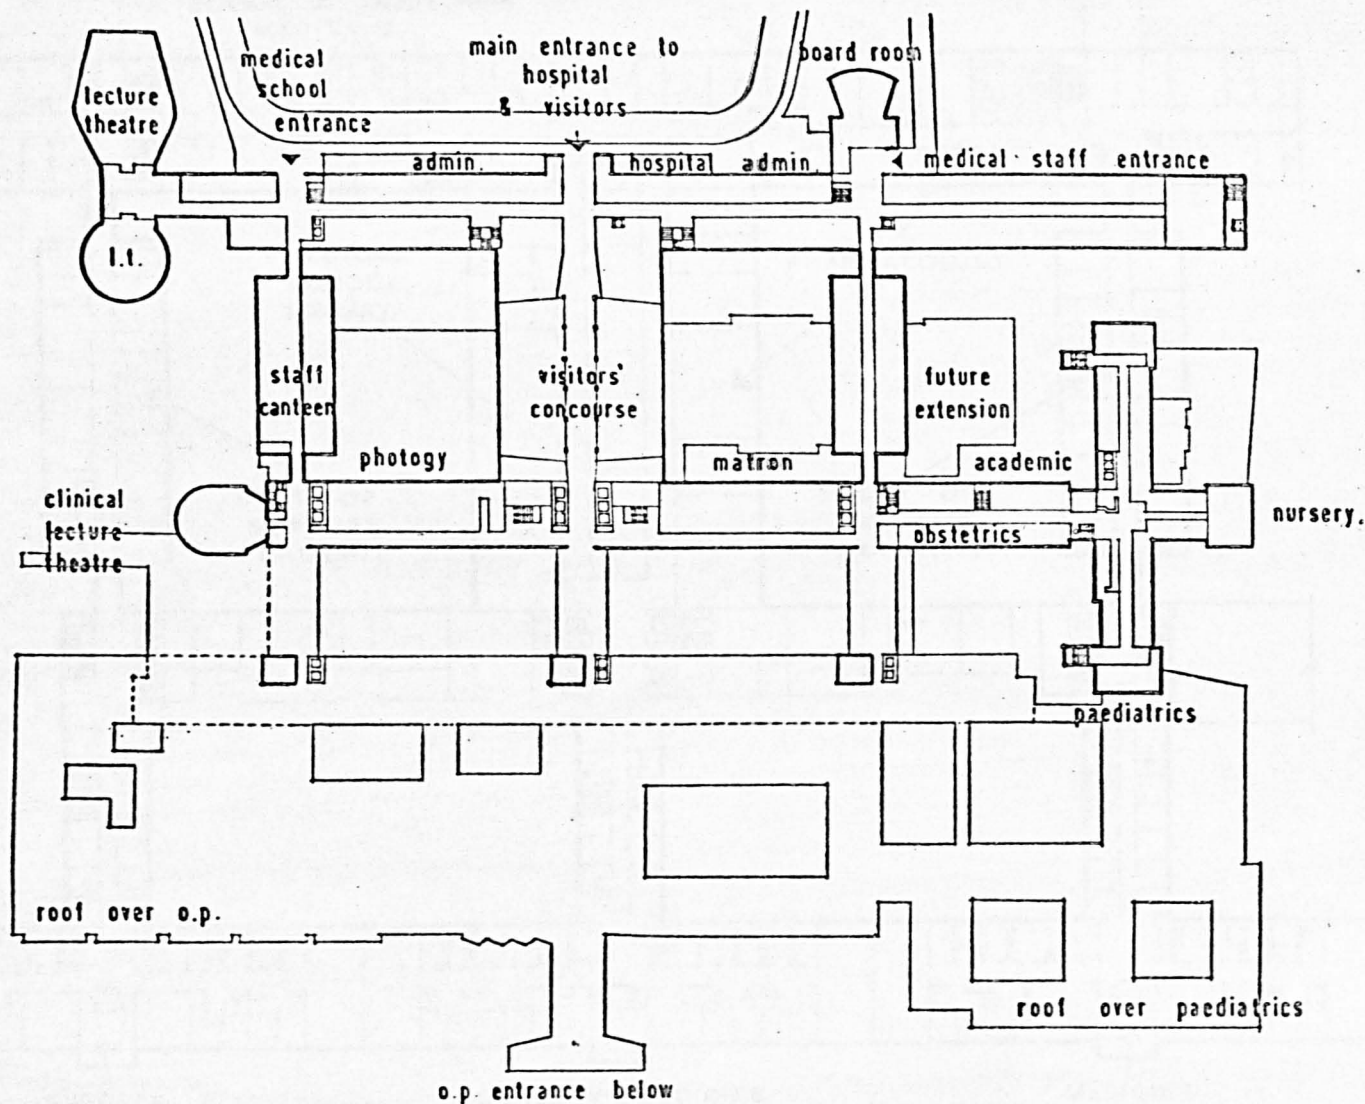 medical
school
entrance
main entrance to
hospital
& visitors
board room
lecture
theatre
admin.
hospital admin.
medical staff entrance
l.t.
staff
canteen
visitors'
concourse
future
extension
photogy
matron
academic
clinical
lecture
theatre
obstetrics
nursery.
paediatrics
roof over o.p.
roof over paediatrics
o.p. entrance below